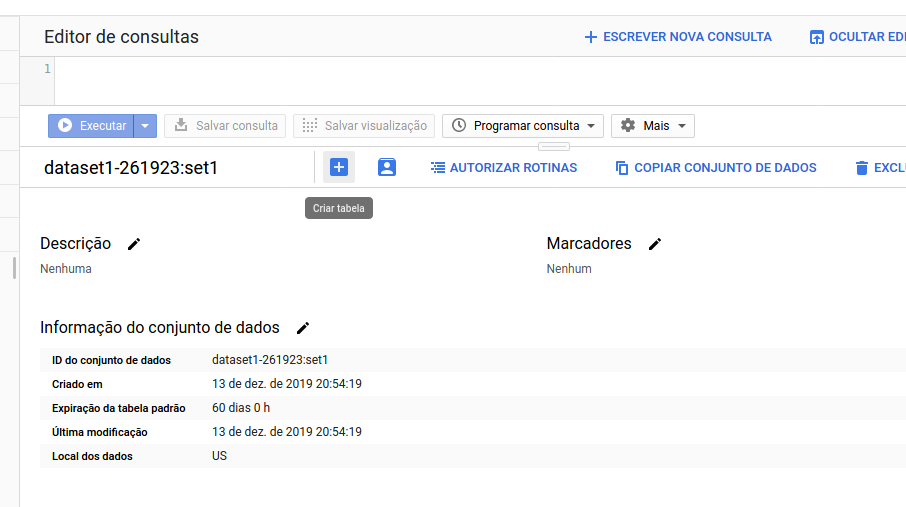 Editor de consultas
ESCREVER NOVA CONSULTA
OCULTAR EDI
1
Executar
Salvar consulta
Salvar visualização
Programar consulta
Mais
dataset1-261923:set1
AUTORIZAR ROTINAS
COPIAR CONJUNTO DE DADOS
EXCLU
Criar tabela
Descrição
Nenhuma
Marcadores
Nenhum
Informação do conjunto de dados
ID do conjunto de dados dataset1-261923:set1
Criado em 13 de dez. de 2019 20:54:19
Expiração da tabela padrão 60 dias 0 h
Última modificação 13 de dez. de 2019 20:54:19
Local dos dados US